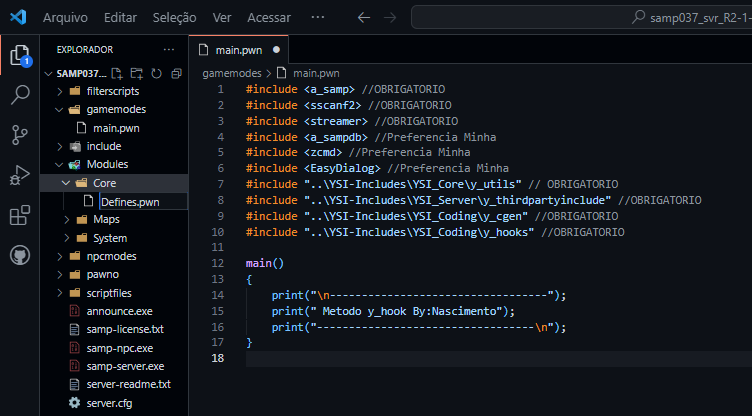 Arquivo Editar Seleção Ver Acessar ··· samp037_svr_R2-1-
EXPLORADOR ···
main.pwn
SAMP037...
gamemodes > main.pwn
filterscripts
gamemodes
main.pwn
include
Modules
Core
Defines.pwn
Maps
System
npcmodes
pawno
scriptfiles
announce.exe
samp-license.txt
samp-npc.exe
samp-server.exe
server-readme.txt
server.cfg
1
1 #include <a_samp> //OBRIGATORIO
2 #include <sscanf2> //OBRIGATORIO
3 #include <streamer> //OBRIGATORIO
4 #include <a_sampdb> //Preferencia Minha
5 #include <zcmd> //Preferencia Minha
6 #include <EasyDialog> //Preferencia Minha
7 #include "..\YSI-Includes\YSI_Core\y_utils" // OBRIGATORIO
8 #include "..\YSI-Includes\YSI_Server\y_thirdpartyinclude" //OBRIGATORIO
9 #include "..\YSI-Includes\YSI_Coding\y_cgen" //OBRIGATORIO
10 #include "..\YSI-Includes\YSI_Coding\y_hooks" //OBRIGATORIO
11
12 main()
13 {
14 print("\n----------------------------------");
15 print(" Metodo y_hook By:Nascimento");
16 print("----------------------------------\n");
17 }
18